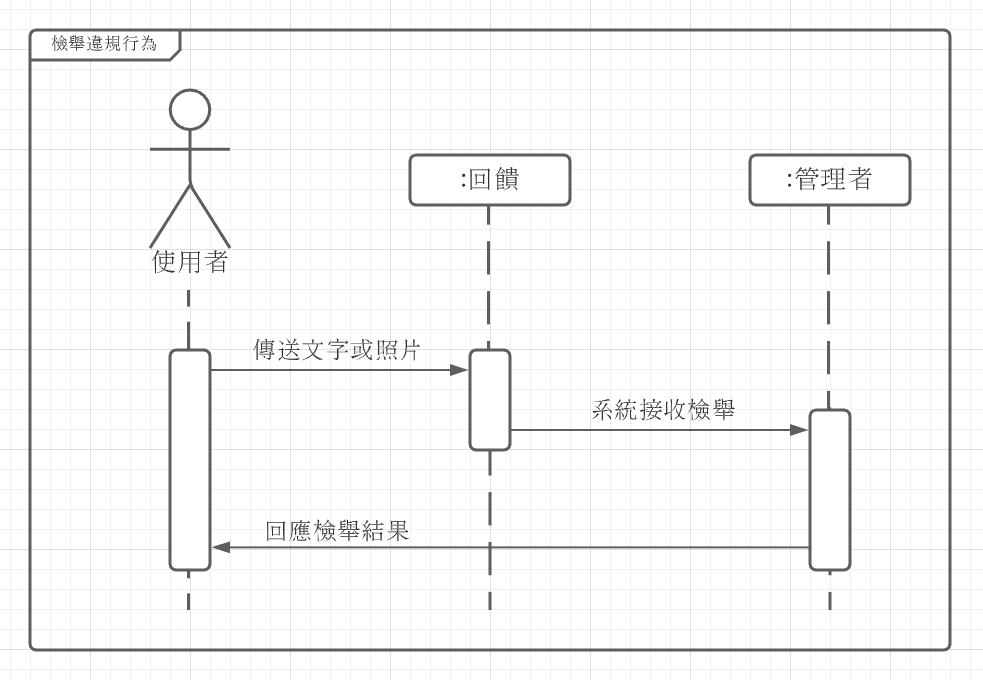 檢舉違規行為
:回饋
:管理者
使用者
傳送文字或照片
系統接收檢舉
回應檢舉結果